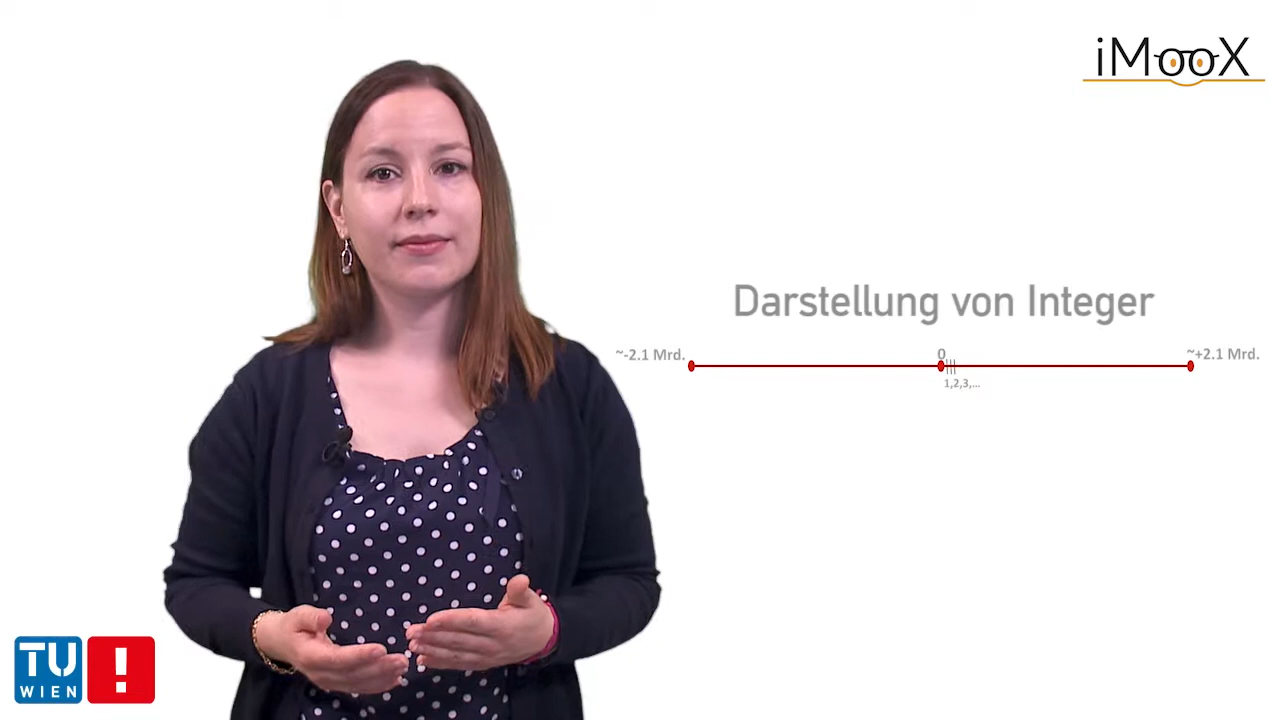 iMooX
Darstellung von Integer
~-2.1 Mrd.
0
~+2.1 Mrd.
1,2,3,...
TU
WIEN
!